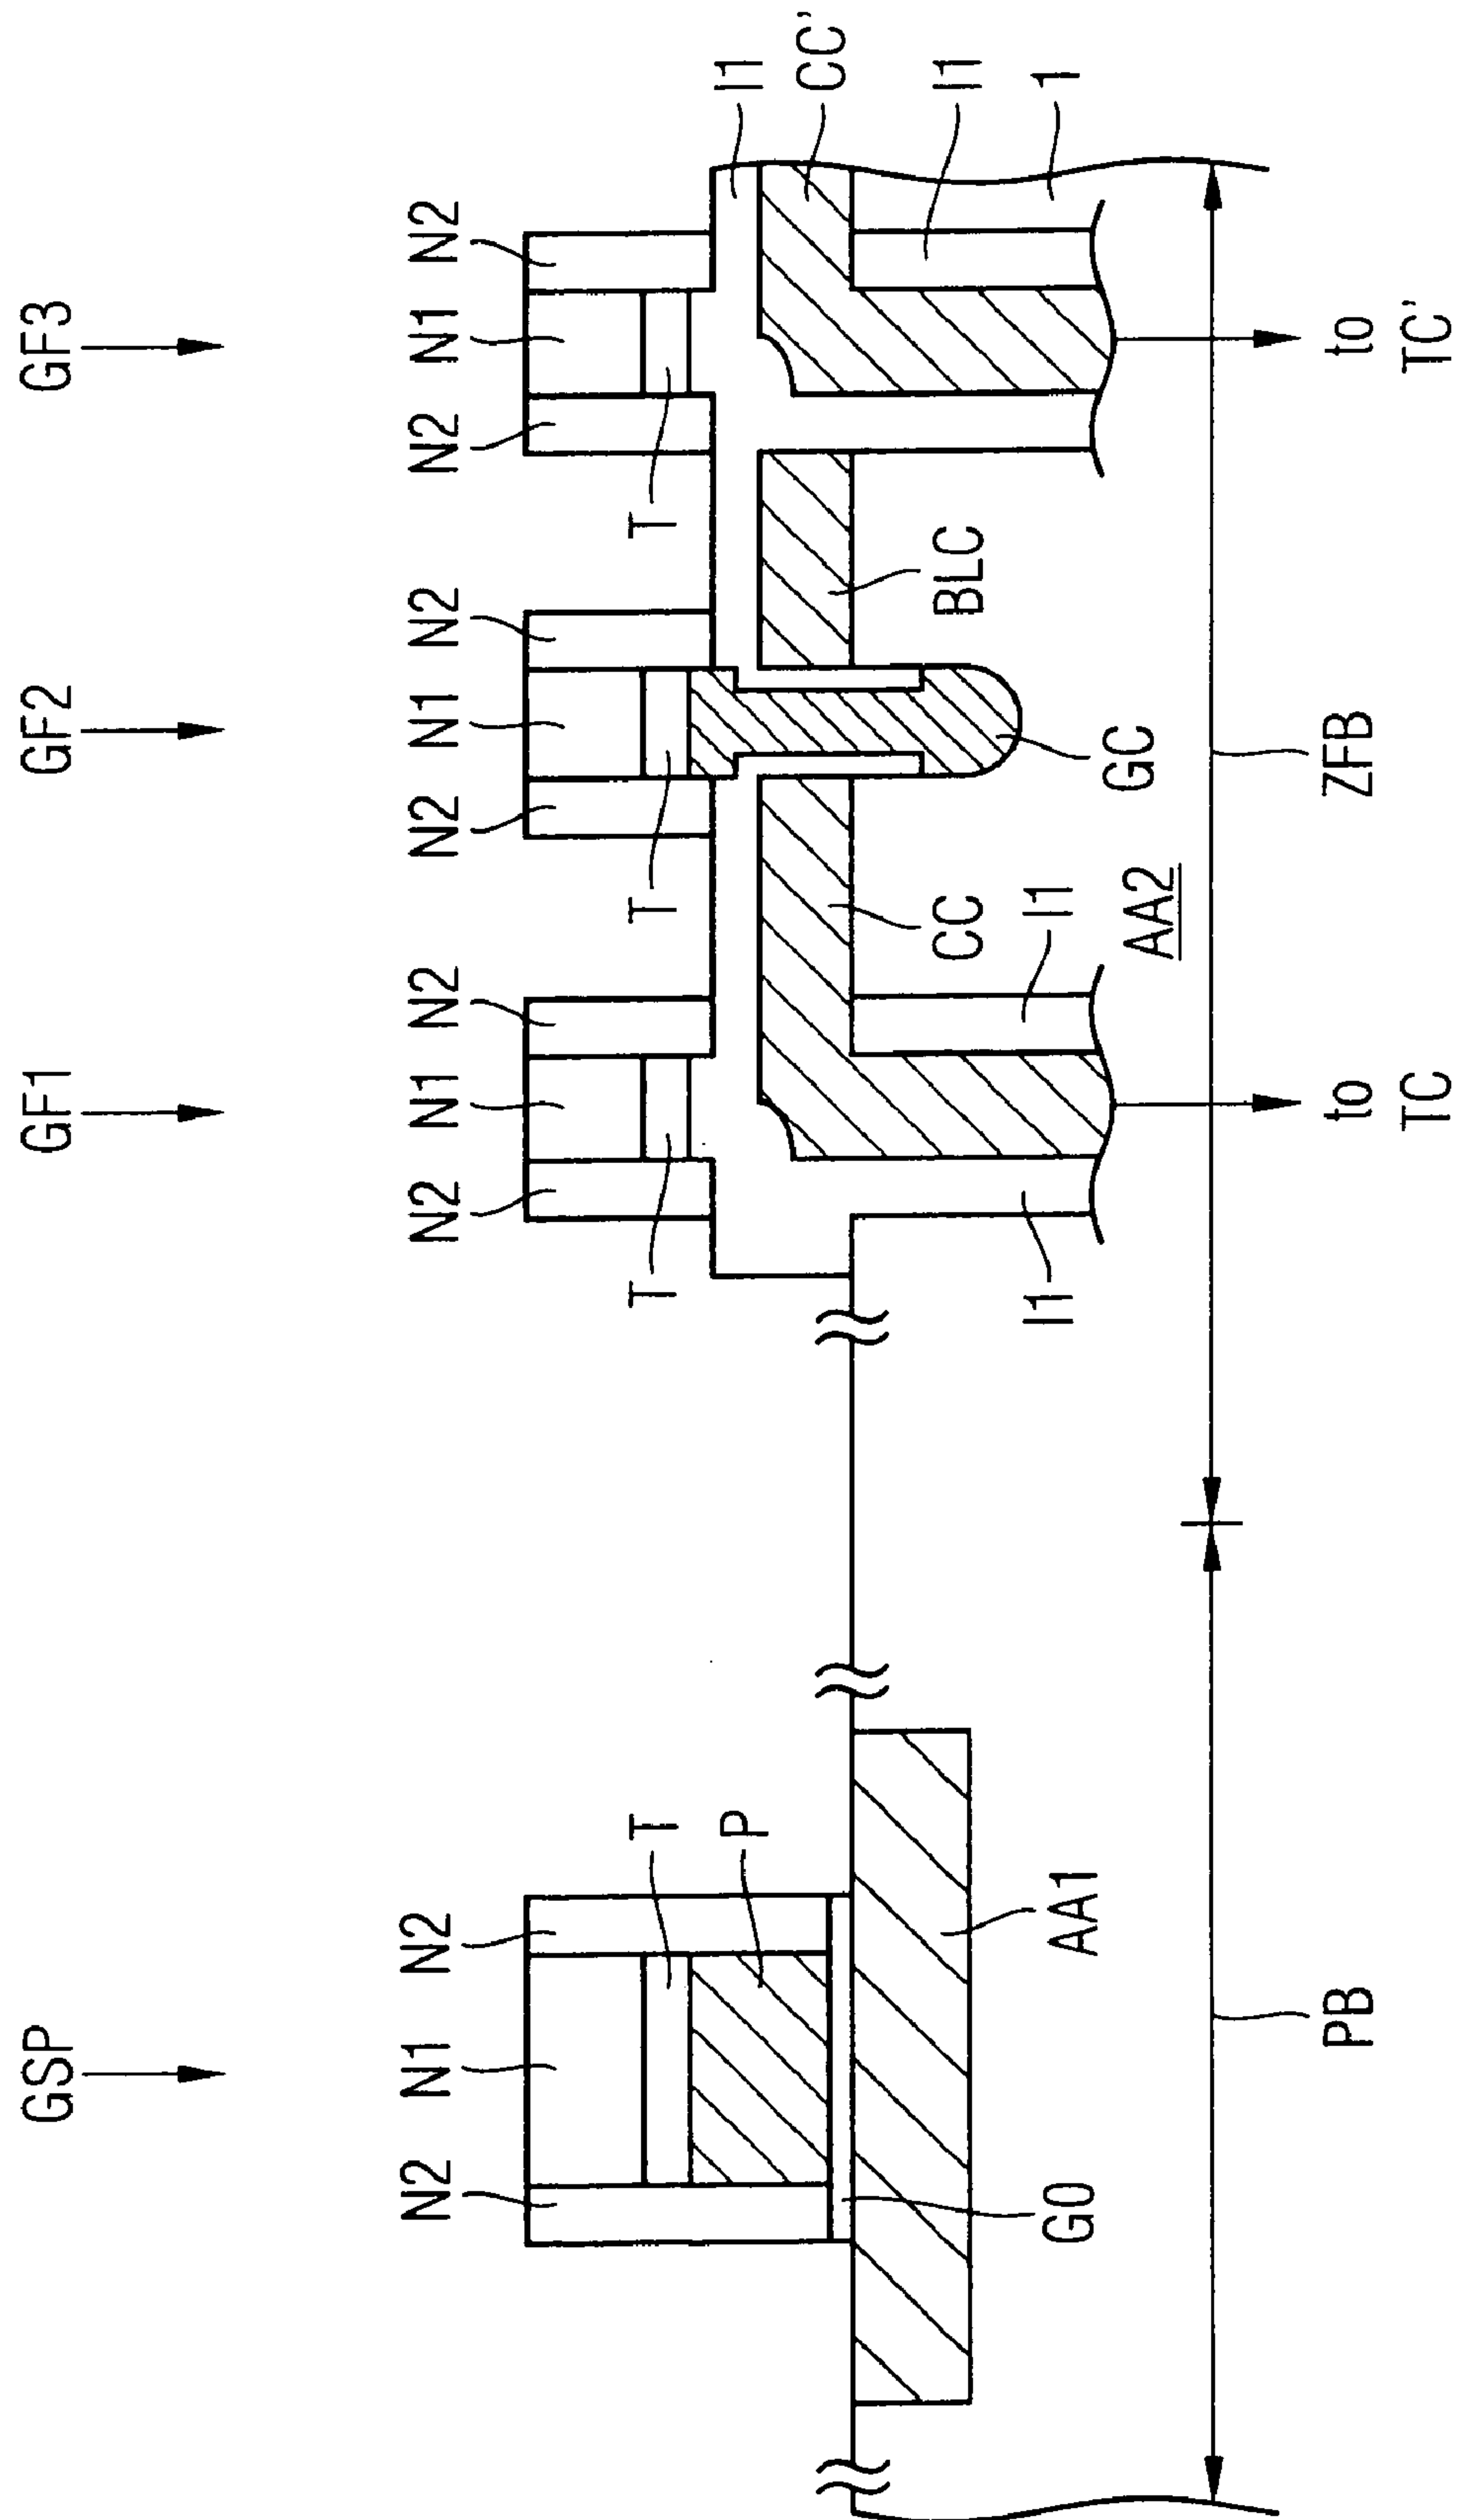 GSP
GF1
GF2
GF3
N2 N1 N2
N2 N1 N2
N2 N1 N2
N2 N1 N2
T
T
T
T
P
I1
CC'
CC
BLC
I1
GO
AA1
I1
I1
1
AA2
GC
PB
to
TC
ZFB
to
TC'